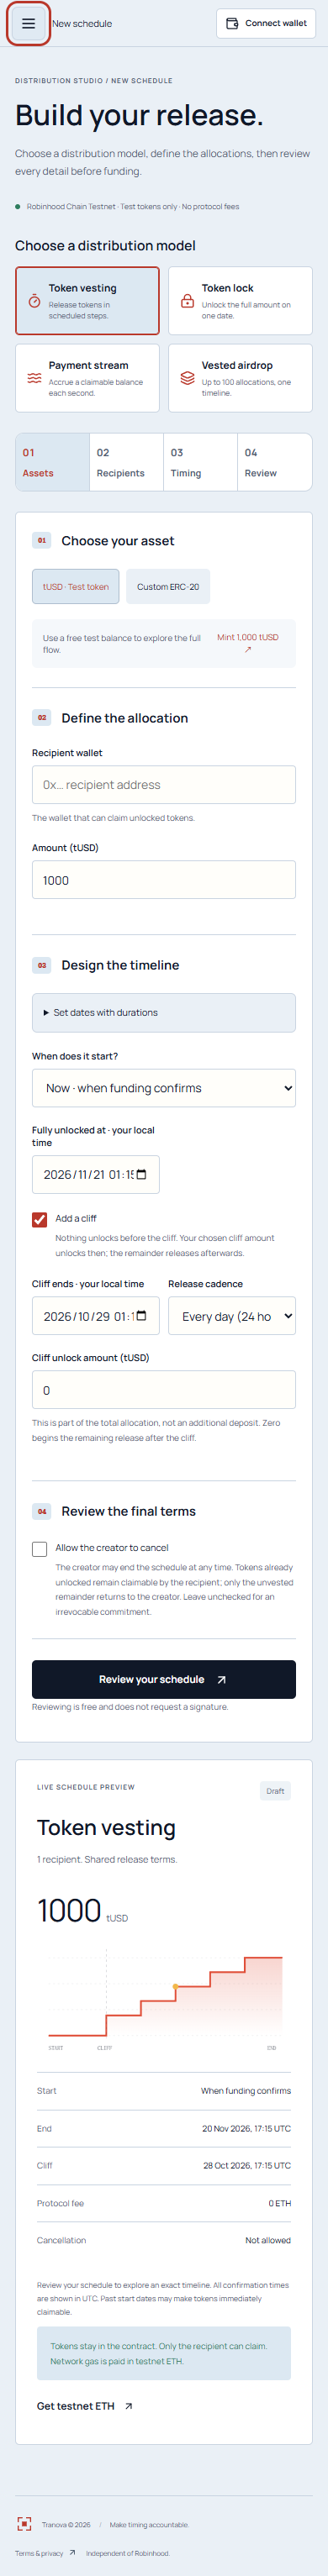 New schedule
Connect wallet
DISTRIBUTION STUDIO / NEW SCHEDULE
Build your release.
Choose a distribution model, define the allocations, then review
every detail before funding.
Robinhood Chain Testnet · Test tokens only · No protocol fees
Choose a distribution model
Token vesting
Release tokens in
scheduled steps.
Token lock
Unlock the full amount on
one date.
Payment stream
Accrue a claimable balance
each second.
Vested airdrop
Up to 100 allocations, one
timeline.
01
Assets
02
Recipients
03
Timing
04
Review
01
Choose your asset
tUSD · Test token
Custom ERC-20
Use a free test balance to explore the full
flow.
Mint 1,000 tUSD
↗
02
Define the allocation
Recipient wallet
0x… recipient address
The wallet that can claim unlocked tokens.
Amount (tUSD)
1000
03
Design the timeline
▶ Set dates with durations
When does it start?
Now · when funding confirms
Fully unlocked at · your local
time
2026/11/21 01:15
Add a cliff
Nothing unlocks before the cliff. Your chosen cliff amount
unlocks then; the remainder releases afterwards.
Cliff ends · your local time
2026/10/29 01:1
Release cadence
Every day (24 ho
Cliff unlock amount (tUSD)
0
This is part of the total allocation, not an additional deposit. Zero
begins the remaining release after the cliff.
04
Review the final terms
Allow the creator to cancel
The creator may end the schedule at any time. Tokens already
unlocked remain claimable by the recipient; only the unvested
remainder returns to the creator. Leave unchecked for an
irrevocable commitment.
Review your schedule ↗
Reviewing is free and does not request a signature.
LIVE SCHEDULE PREVIEW
Draft
Token vesting
1 recipient. Shared release terms.
1000 tUSD
START
CLIFF
END
Start
When funding confirms
End
20 Nov 2026, 17:15 UTC
Cliff
28 Oct 2026, 17:15 UTC
Protocol fee
0 ETH
Cancellation
Not allowed
Review your schedule to explore an exact timeline. All confirmation times
are shown in UTC. Past start dates may make tokens immediately
claimable.
Tokens stay in the contract. Only the recipient can claim.
Network gas is paid in testnet ETH.
Get testnet ETH ↗
Tranova © 2026 / Make timing accountable.
Terms & privacy ↗ Independent of Robinhood.